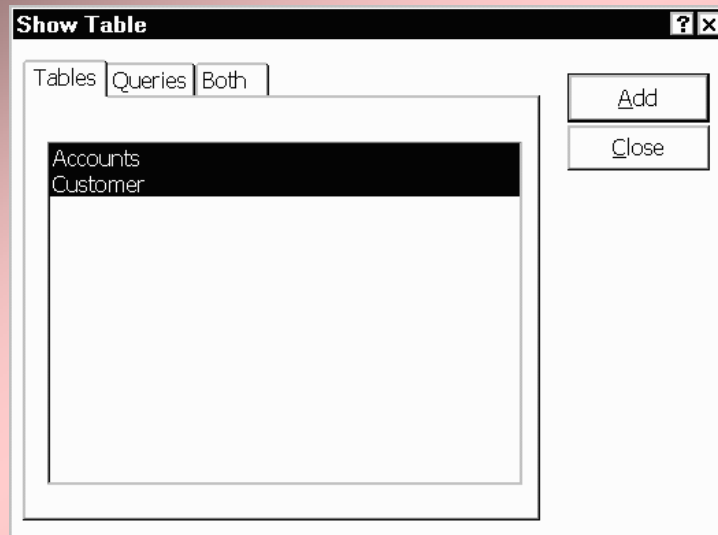 Show Table
Tables Queries Both
Add
Close
Accounts
Customer